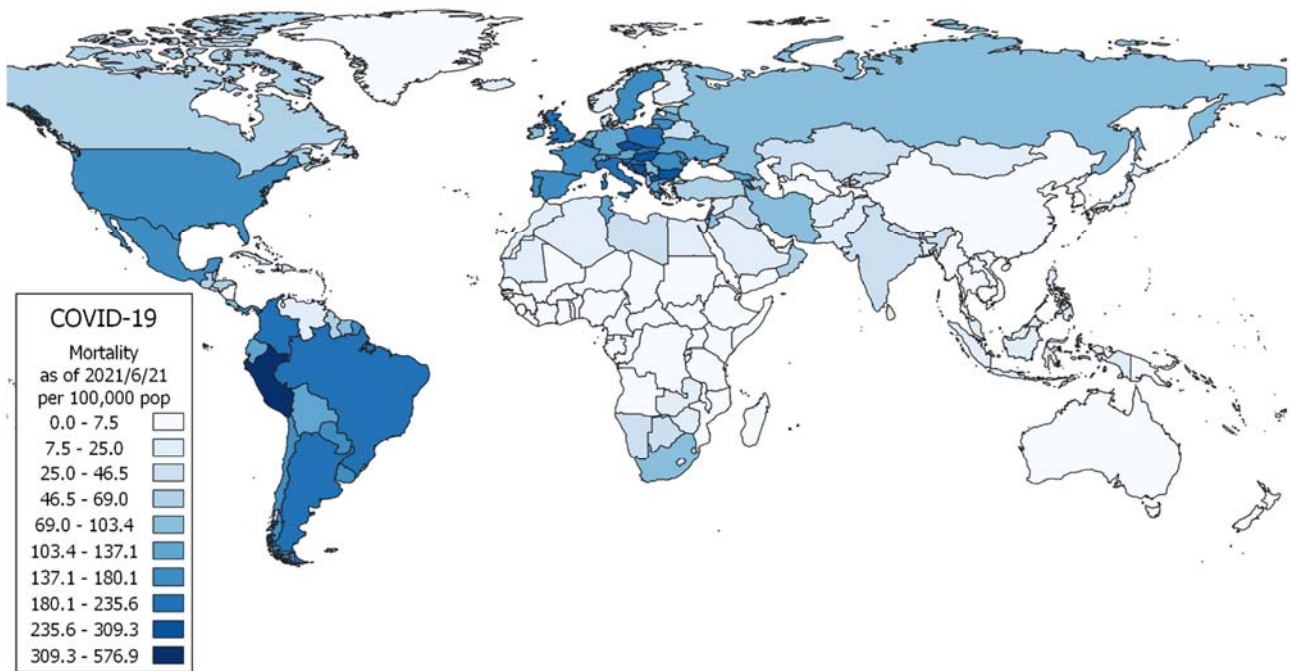 COVID-19
Mortality
as of 2021/6/21
per 100,000 pop
0.0 - 7.5
7.5 - 25.0
25.0 - 46.5
46.5 - 69.0
69.0 - 103.4
103.4 - 137.1
137.1 - 180.1
180.1 - 235.6
235.6 - 309.3
309.3 - 576.9